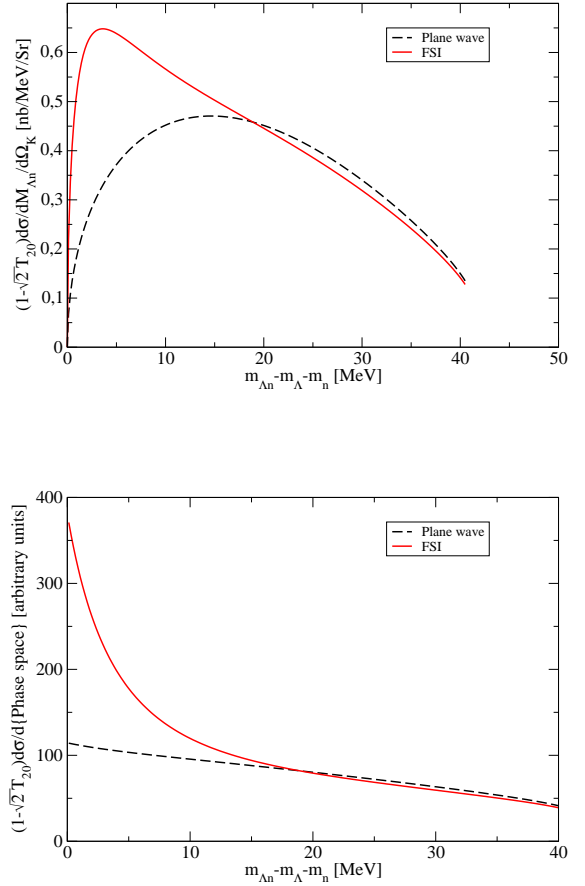 0,6
0,5
0,4
0,3
0,2
0,1
0
(1-√2 T20)dσ/dMΛn/dΩK [nb/MeV/Sr]
Plane wave
FSI
0 10 20 30 40 50
mΛn-mΛ-mn [MeV]
400
300
200
100
0
(1-√2 T20)dσ/d{Phase space} [arbitrary units]
Plane wave
FSI
0 10 20 30 40
mΛn-mΛ-mn [MeV]